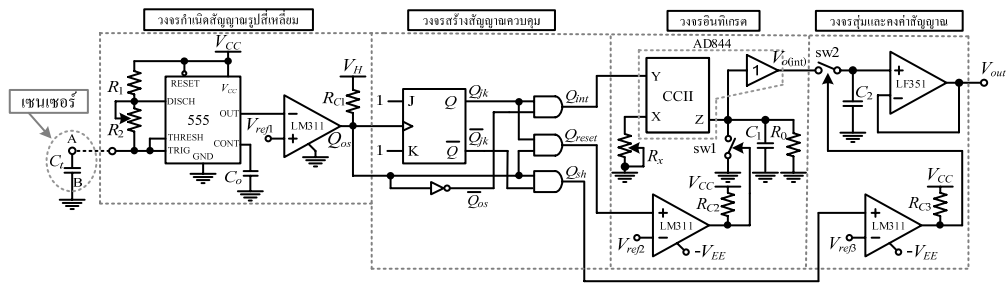 วงจรกำเนิดสัญญาณรูปสี่เหลี่ยม
วงจรสร้างสัญญาณควบคุม
วงจรอินทิเกรต
วงจรสุ่มและคงค่าสัญญาณ
เซนเซอร์
A
Ct
B
R1
R2
VCC
RESET
VCC
DISCH
555
OUT
THRESH
TRIG
CONT
GND
Co
Vref1
LM311
VH
RC1
Qos
1
J
Q
Qjk
1
K
Q̅
Q̅jk
Q̅os
Qint
Qreset
Qsh
AD844
Y
CCII
X
Z
Rx
1
Vo(int)
sw1
C1
R0
VCC
RC2
LM311
Vref2
-VEE
sw2
C2
LF351
Vout
VCC
RC3
LM311
Vref3
-VEE